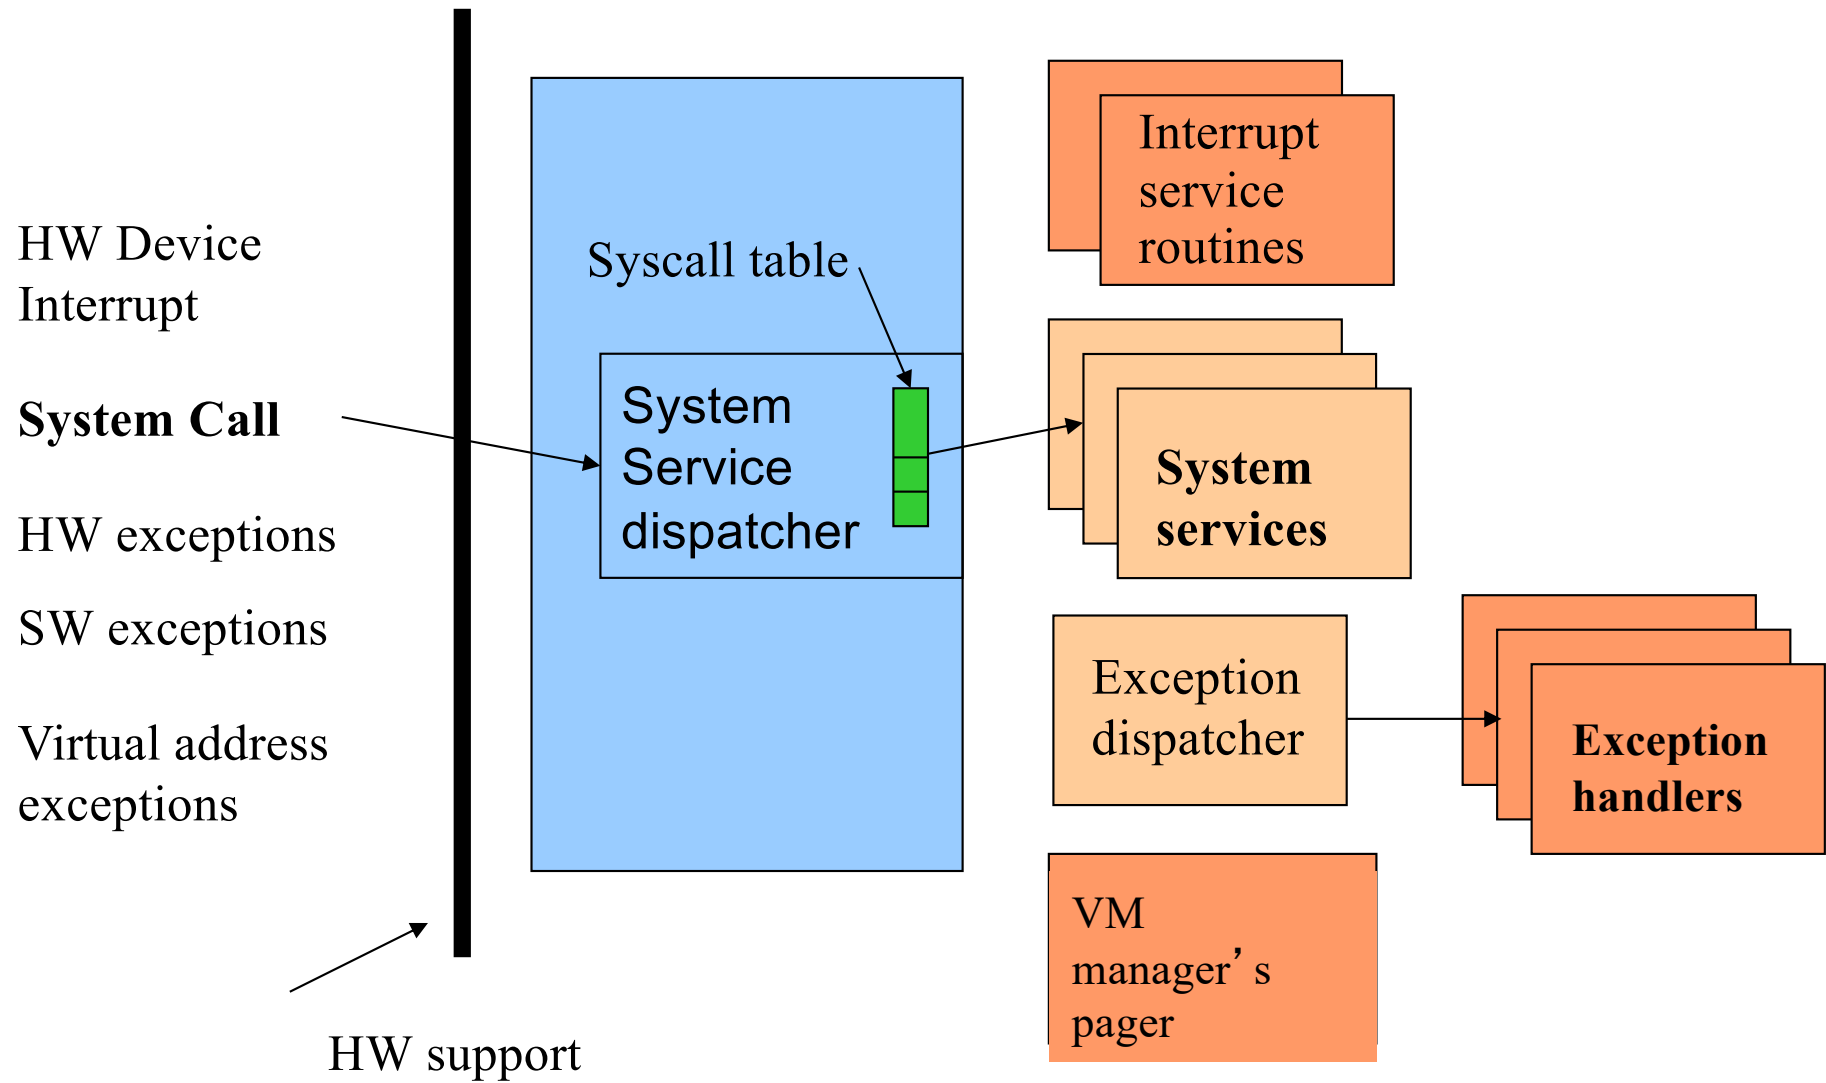 HW Device
Interrupt
System Call
HW exceptions
SW exceptions
Virtual address
exceptions
HW support
Syscall table
System
Service
dispatcher
Interrupt
service
routines
System
services
Exception
dispatcher
Exception
handlers
VM
manager’s
pager